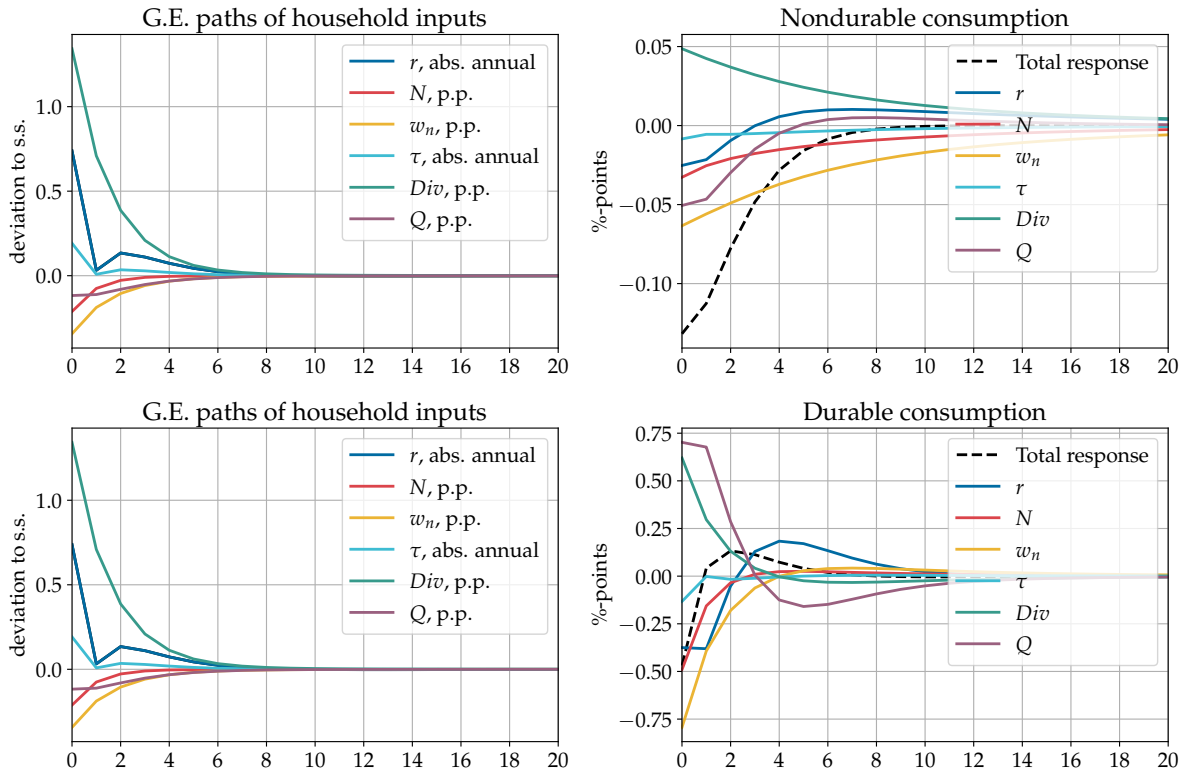 G.E. paths of household inputs
deviation to s.s.
1.0
0.5
0.0
r, abs. annual
N, p.p.
w_n, p.p.
τ, abs. annual
Div, p.p.
Q, p.p.
0 2 4 6 8 10 12 14 16 18 20
Nondurable consumption
%-points
0.05
0.00
−0.05
−0.10
Total response
r
N
w_n
τ
Div
Q
0 2 4 6 8 10 12 14 16 18 20
G.E. paths of household inputs
deviation to s.s.
1.0
0.5
0.0
r, abs. annual
N, p.p.
w_n, p.p.
τ, abs. annual
Div, p.p.
Q, p.p.
0 2 4 6 8 10 12 14 16 18 20
Durable consumption
%-points
0.75
0.50
0.25
0.00
−0.25
−0.50
−0.75
Total response
r
N
w_n
τ
Div
Q
0 2 4 6 8 10 12 14 16 18 20